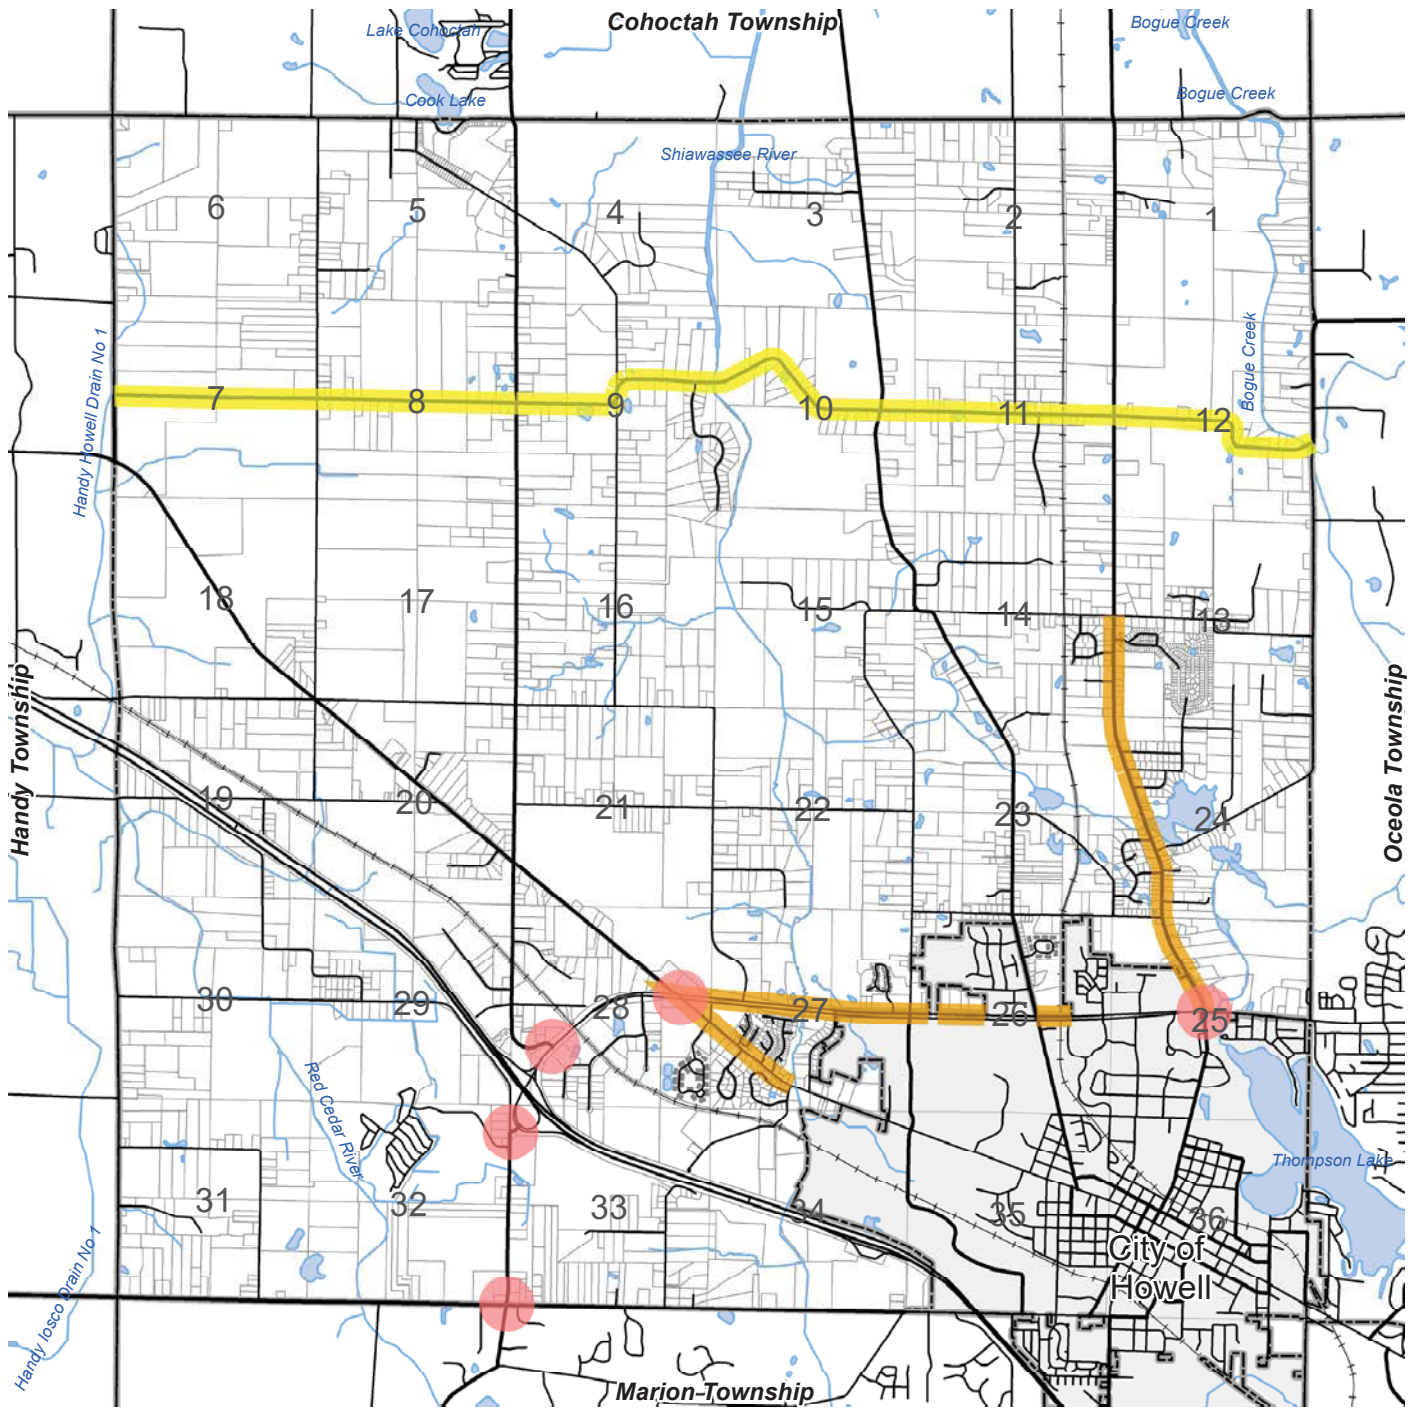 Cohoctah Township
Lake Cohoctah
Bogue Creek
Cook Lake
Bogue Creek
Shiawassee River
6
5
4
3
2
1
Handy Howell Drain No 1
Bogue Creek
7
8
9
10
11
12
18
17
16
15
14
13
Handy Township
Oceola Township
19
20
21
22
23
24
30
29
28
27
26
25
Red Cedar River
Thompson Lake
31
32
33
34
35
36
City of
Howell
Handy Iosco Drain No 1
Marion Township